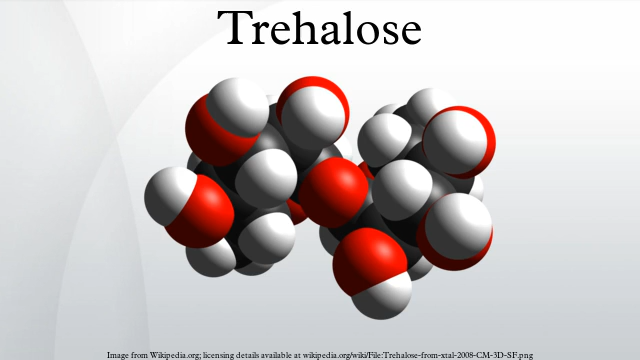 Trehalose
Image from Wikipedia.org; licensing details available at wikipedia.org/wiki/File:Trehalose-from-xtal-2008-CM-3D-SF.png